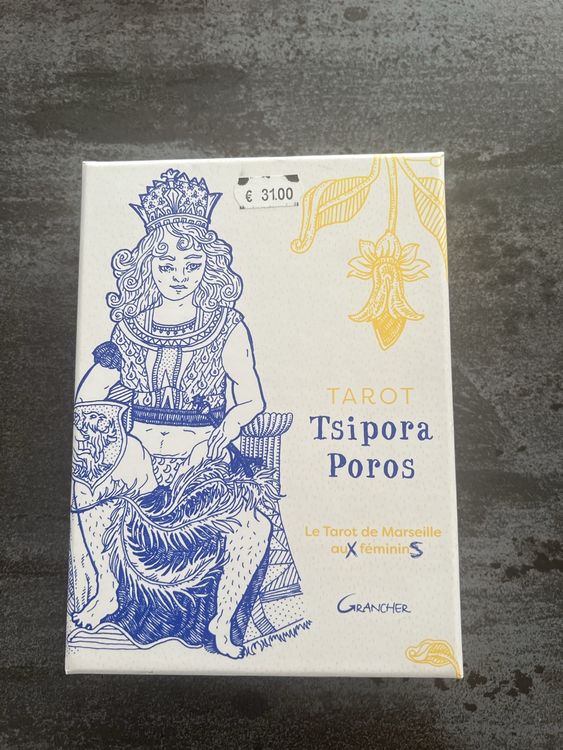 € 31.00
TAROT
Tsipora
Poros
Le Tarot de Marseille
auX fémininS
GRANCHER